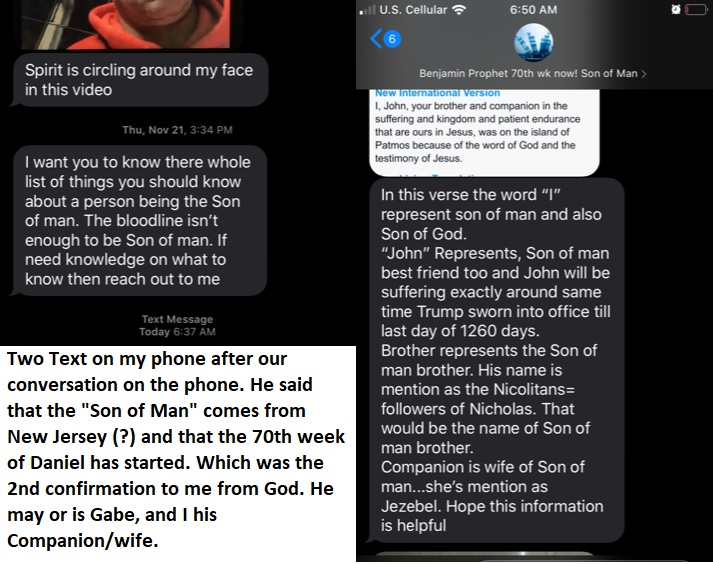 Spirit is circling around my face
in this video
Thu, Nov 21, 3:34 PM
I want you to know there whole
list of things you should know
about a person being the Son
of man. The bloodline isn't
enough to be Son of man. If
need knowledge on what to
know then reach out to me
Text Message
Today 6:37 AM
Two Text on my phone after our
conversation on the phone. He said
that the "Son of Man" comes from
New Jersey (?) and that the 70th week
of Daniel has started. Which was the
2nd confirmation to me from God. He
may or is Gabe, and I his
Companion/wife.
U.S. Cellular
6:50 AM
6
Benjamin Prophet 70th wk now! Son of Man >
New International Version
I, John, your brother and companion in the
suffering and kingdom and patient endurance
that are ours in Jesus, was on the island of
Patmos because of the word of God and the
testimony of Jesus.
In this verse the word "I"
represent son of man and also
Son of God.
"John" Represents, Son of man
best friend too and John will be
suffering exactly around same
time Trump sworn into office till
last day of 1260 days.
Brother represents the Son of
man brother. His name is
mention as the Nicolitans=
followers of Nicholas. That
would be the name of Son of
man brother.
Companion is wife of Son of
man...she's mention as
Jezebel. Hope this information
is helpful